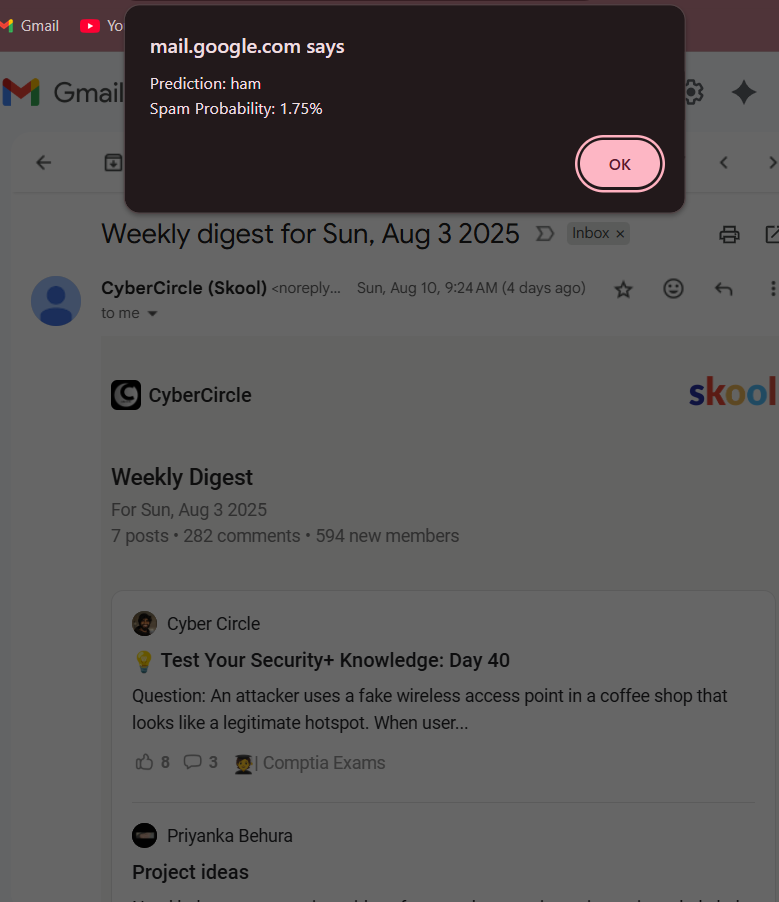 Gmail
Yo
mail.google.com says
Prediction: ham
Spam Probability: 1.75%
OK
Gmail
Weekly digest for Sun, Aug 3 2025
Inbox ×
CyberCircle (Skool) <noreply... Sun, Aug 10, 9:24 AM (4 days ago)
to me
CyberCircle
skool
Weekly Digest
For Sun, Aug 3 2025
7 posts • 282 comments • 594 new members
Cyber Circle
💡 Test Your Security+ Knowledge: Day 40
Question: An attacker uses a fake wireless access point in a coffee shop that
looks like a legitimate hotspot. When user...
8 3 🧑‍🎓| Comptia Exams
Priyanka Behura
Project ideas